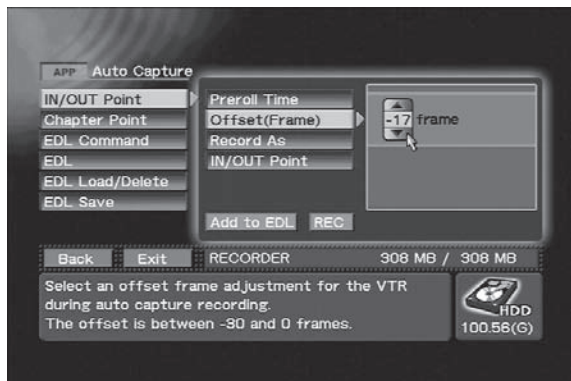 APP Auto Capture
IN/OUT Point
Chapter Point
EDL Command
EDL
EDL Load/Delete
EDL Save
Preroll Time
Offset(Frame)
Record As
IN/OUT Point
-17 frame
Add to EDL REC
Back Exit RECORDER 308 MB / 308 MB
Select an offset frame adjustment for the VTR
during auto capture recording.
The offset is between -30 and 0 frames.
HDD
100.56(G)